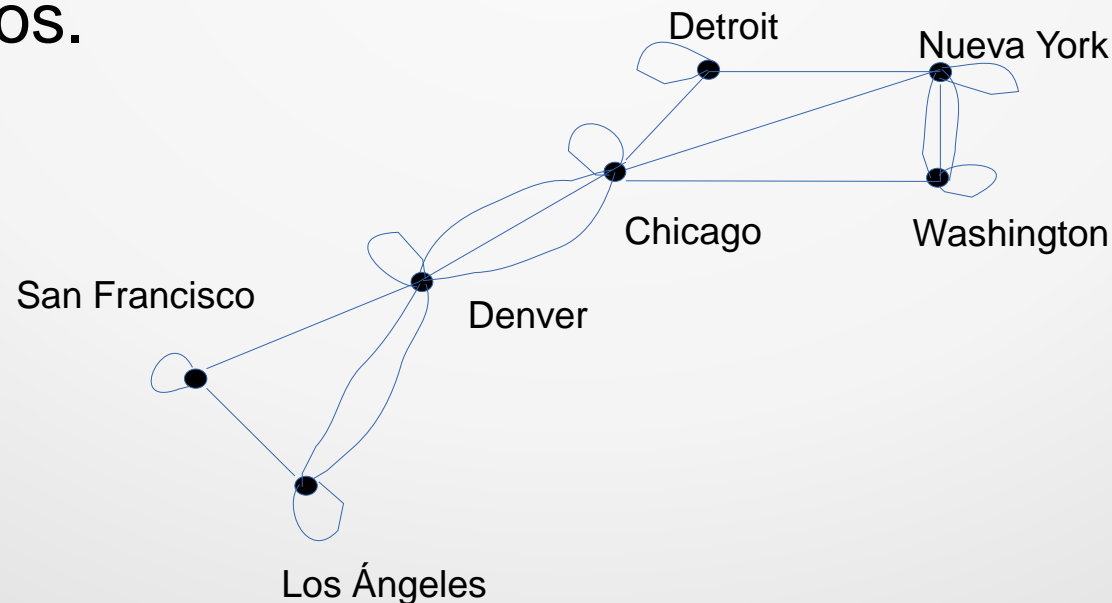 os.
Detroit
Nueva York
Chicago
Washington
San Francisco
Denver
Los Ángeles